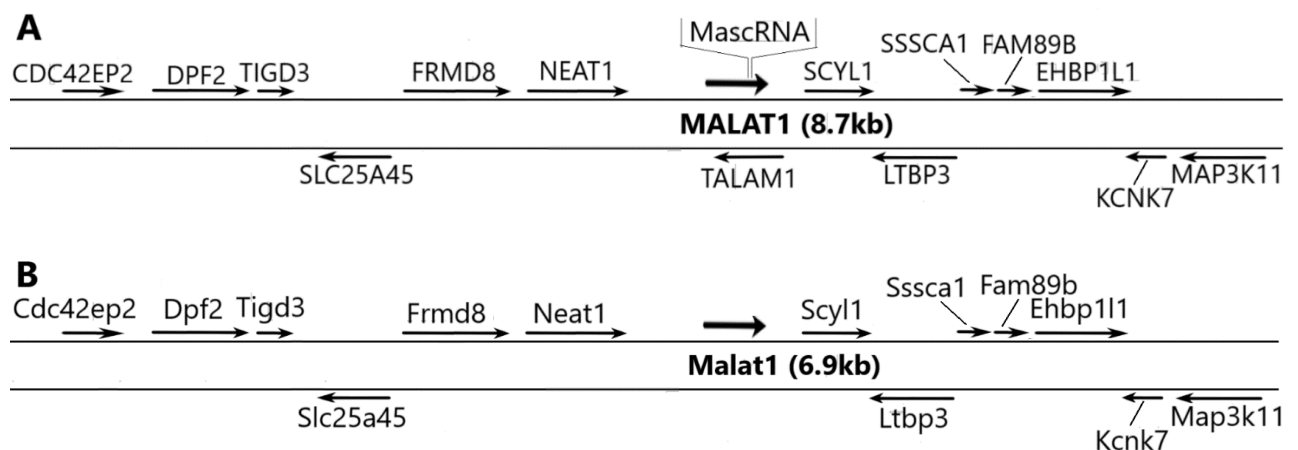 A
MascRNA
SSSCA1 FAM89B
CDC42EP2 DPF2 TIGD3 FRMD8 NEAT1 SCYL1 EHBP1L1
MALAT1 (8.7kb)
SLC25A45 TALAM1 LTBP3 MAP3K11
KCNK7
B
Sssca1 Fam89b
Cdc42ep2 Dpf2 Tigd3 Frmd8 Neat1 Scyl1 Ehbp1l1
Malat1 (6.9kb)
Slc25a45 Ltbp3 Map3k11
Kcnk7